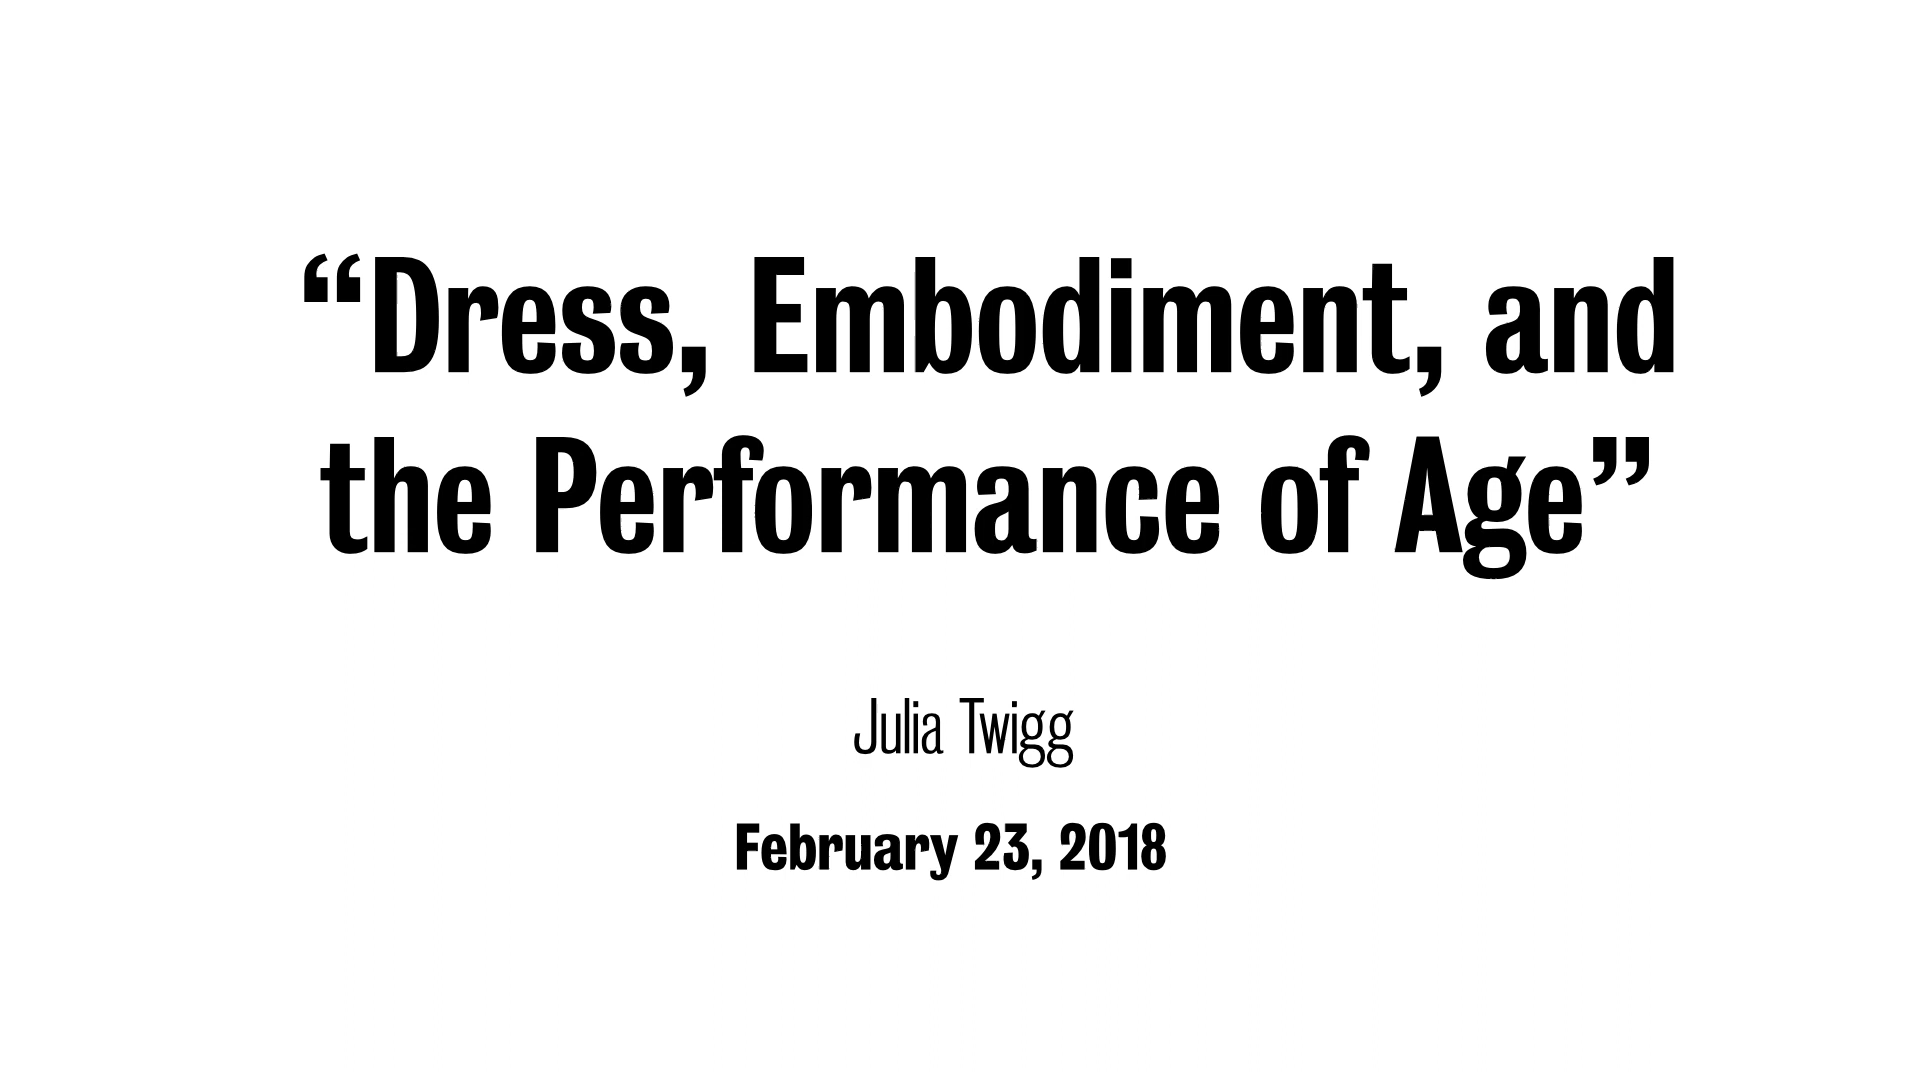 “Dress, Embodiment, and
the Performance of Age”
Julia Twigg
February 23, 2018